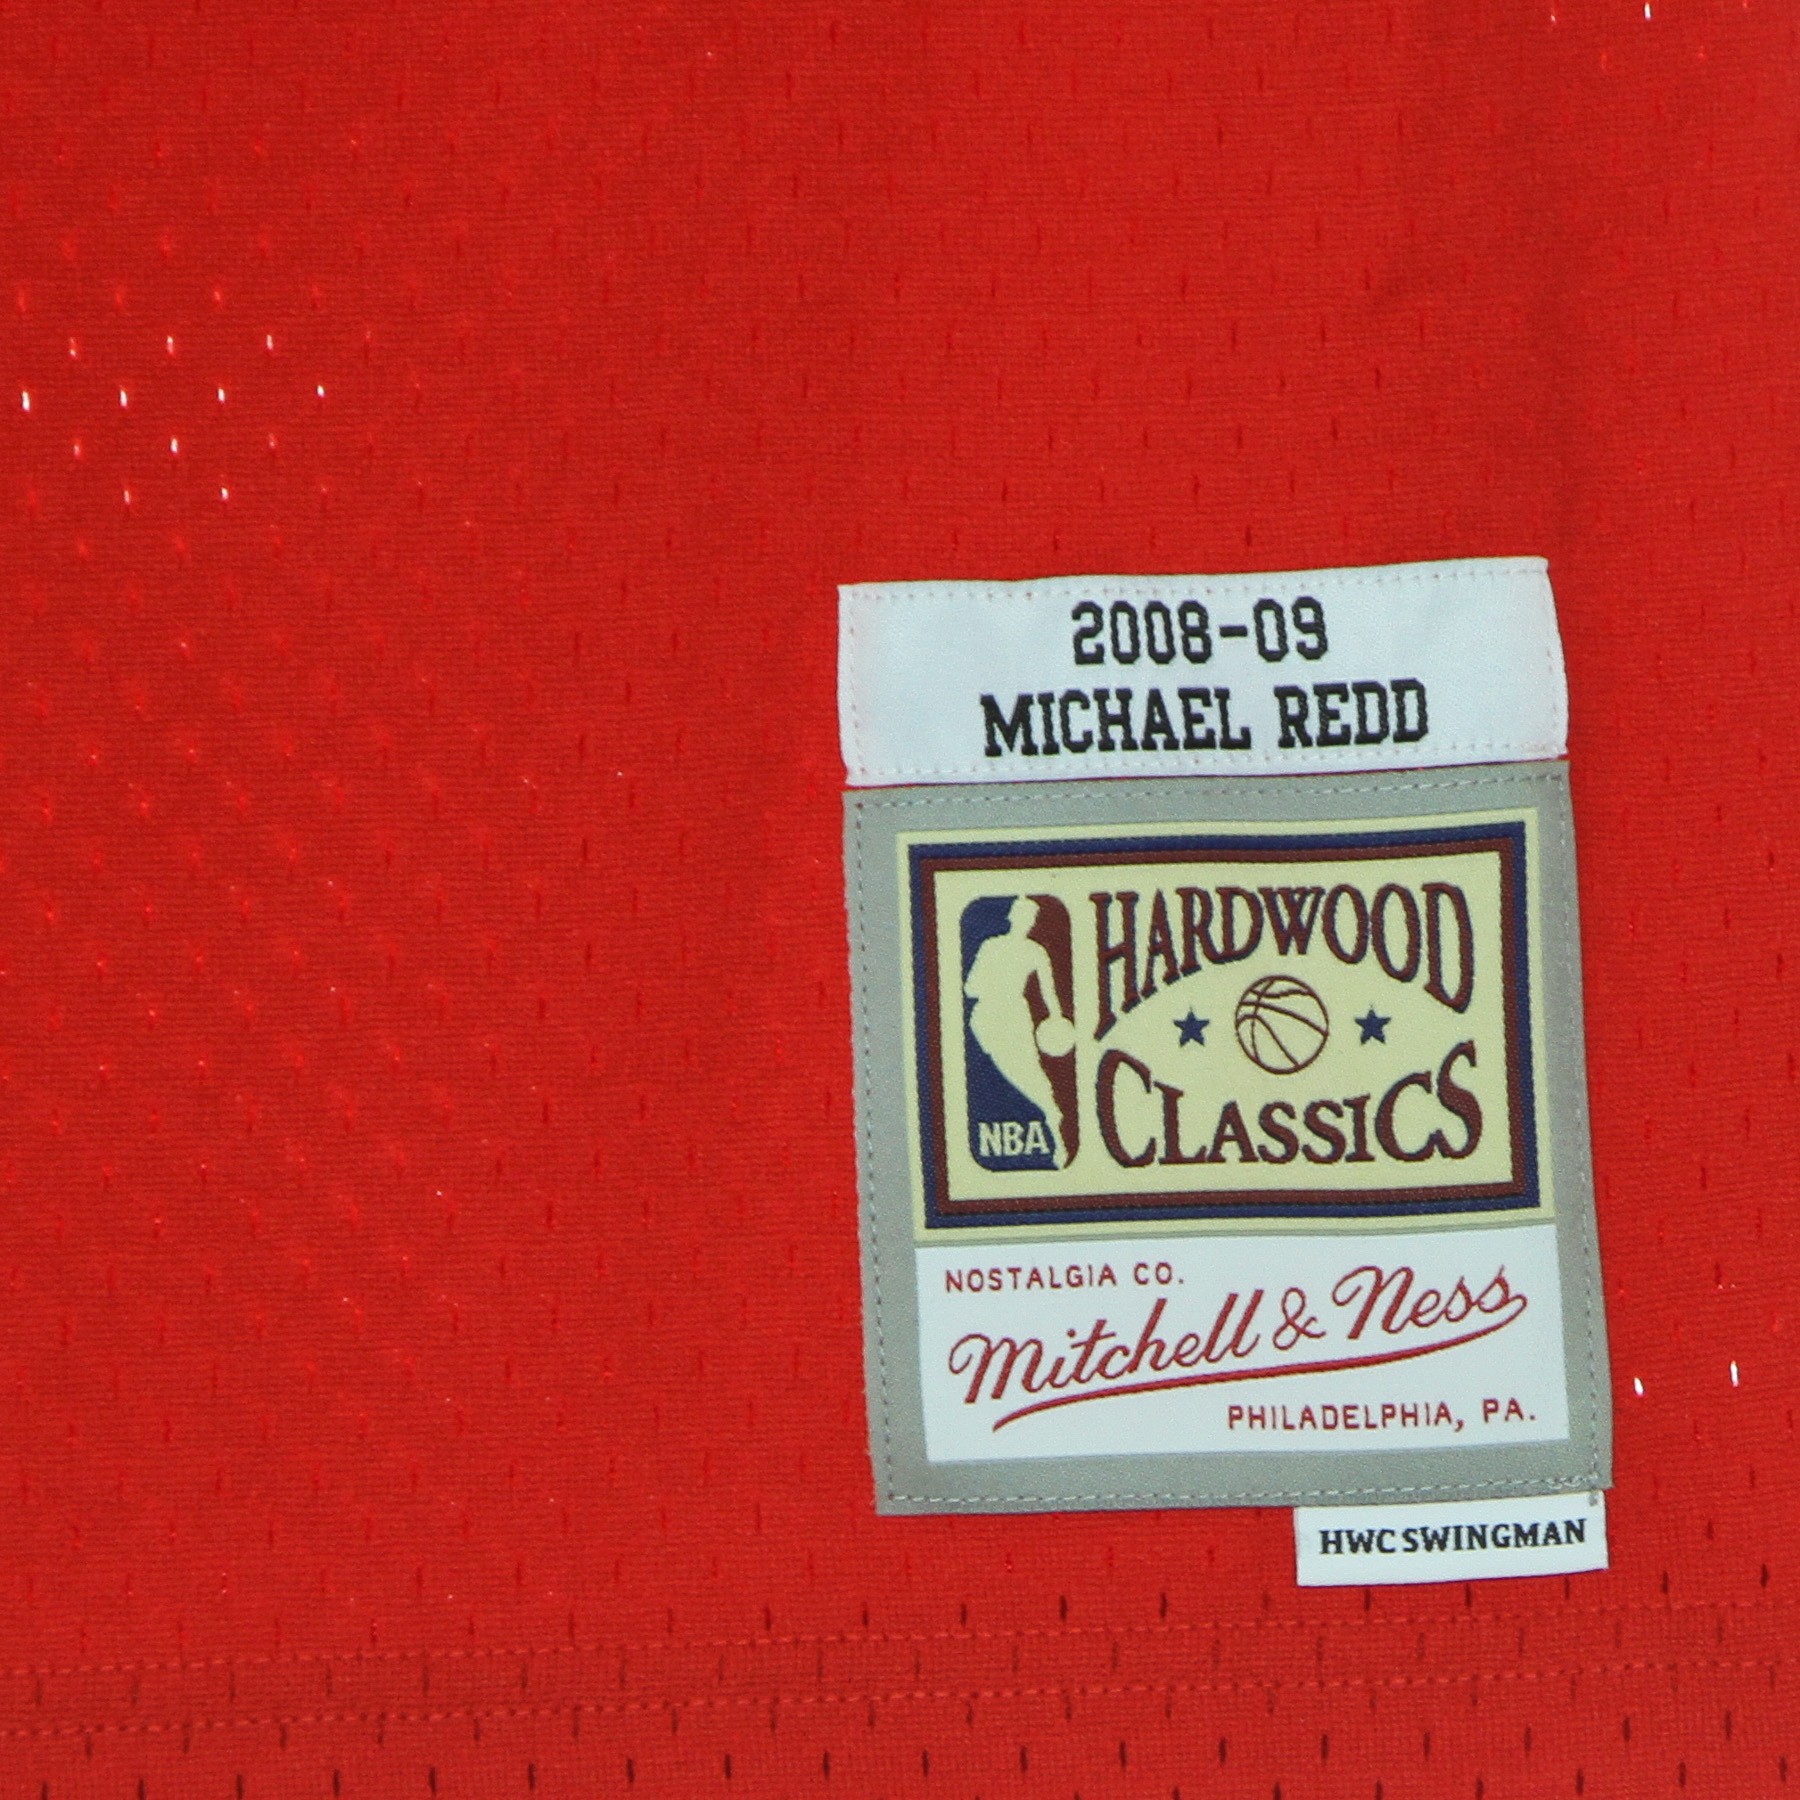 2008-09
MICHAEL REDD
HARDWOOD
CLASSICS
NBA
NOSTALGIA CO.
Mitchell & Ness
PHILADELPHIA, PA.
HWC SWINGMAN